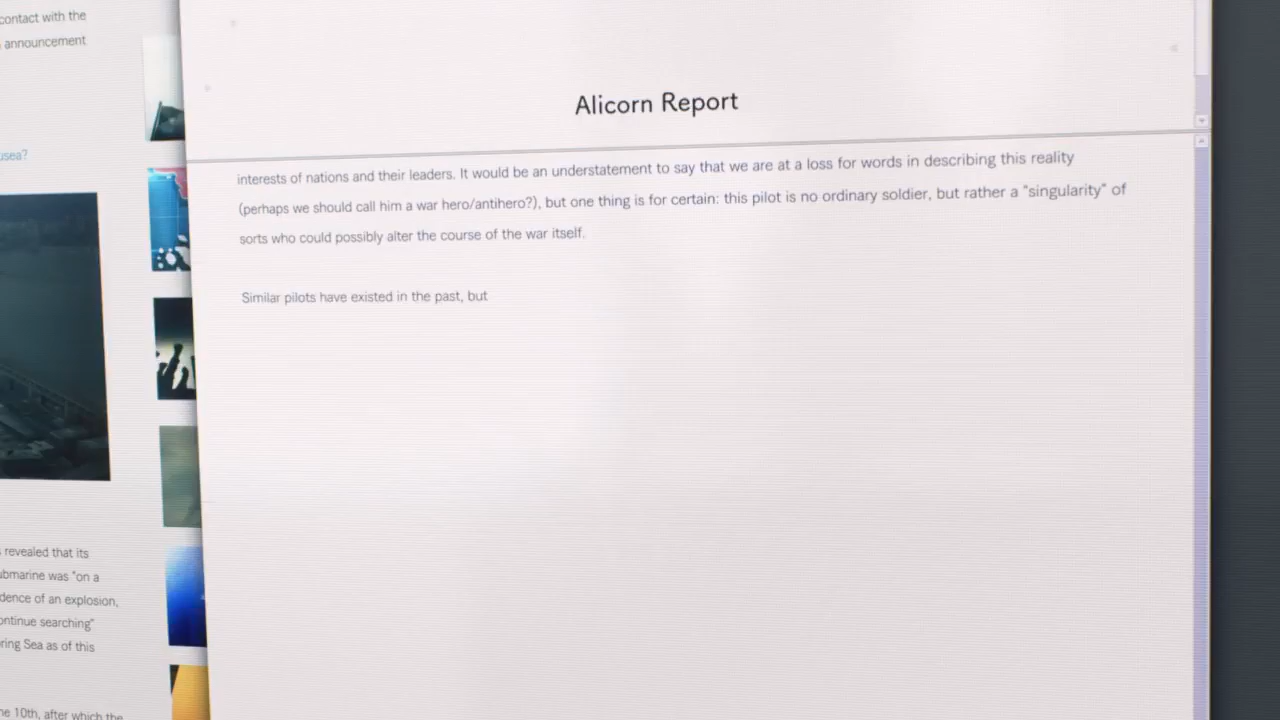 contact with the
announcement
usea?
revealed that its
submarine was "on a
dence of an explosion,
ontinue searching"
ring Sea as of this
ne 10th, after which the
Alicorn Report
interests of nations and their leaders. It would be an understatement to say that we are at a loss for words in describing this reality
(perhaps we should call him a war hero/antihero?), but one thing is for certain: this pilot is no ordinary soldier, but rather a "singularity" of
sorts who could possibly alter the course of the war itself.
Similar pilots have existed in the past, but